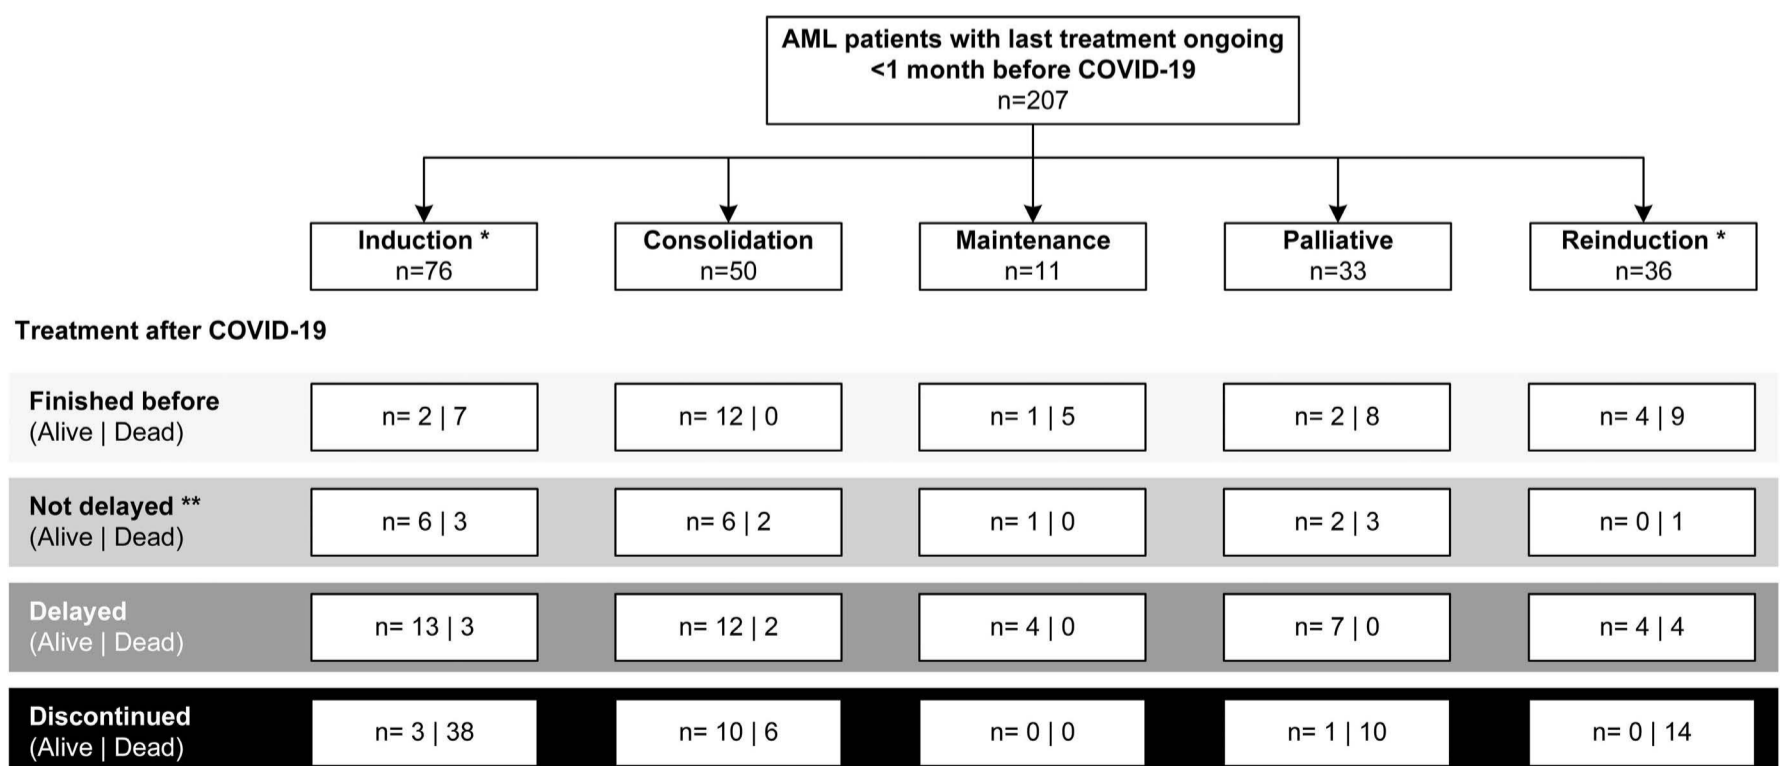 AML patients with last treatment ongoing
<1 month before COVID-19
n=207
Induction *
n=76
Consolidation
n=50
Maintenance
n=11
Palliative
n=33
Reinduction *
n=36
Treatment after COVID-19
Finished before
(Alive | Dead)
n= 2 | 7
n= 12 | 0
n= 1 | 5
n= 2 | 8
n= 4 | 9
Not delayed **
(Alive | Dead)
n= 6 | 3
n= 6 | 2
n= 1 | 0
n= 2 | 3
n= 0 | 1
Delayed
(Alive | Dead)
n= 13 | 3
n= 12 | 2
n= 4 | 0
n= 7 | 0
n= 4 | 4
Discontinued
(Alive | Dead)
n= 3 | 38
n= 10 | 6
n= 0 | 0
n= 1 | 10
n= 0 | 14